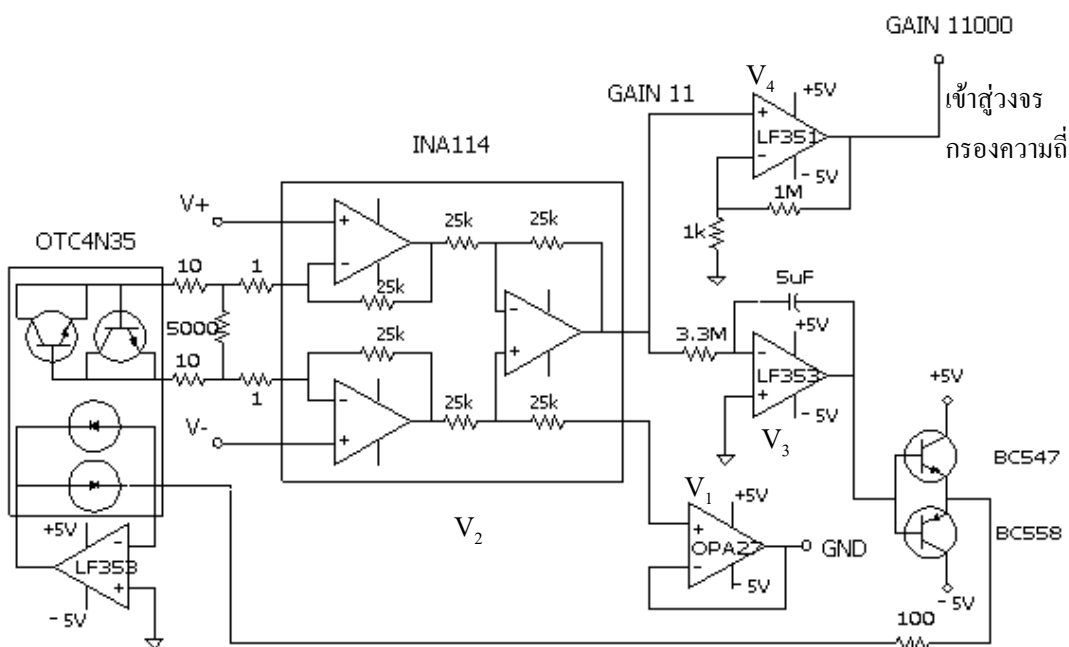 GAIN 11000
V4
+5V
GAIN 11
เข้าสู่วงจร
LF351
กรองความถี่
INA114
- 5V
1M
V+
25k
25k
1k
OTC4N35
10
1
25k
5uF
5000
+5V
25k
3.3M
10
LF353
+5V
1
25k
25k
- 5V
V-
V3
BC547
V1
+5V
V2
+5V
OPA27
GND
BC558
LF353
- 5V
- 5V
- 5V
100